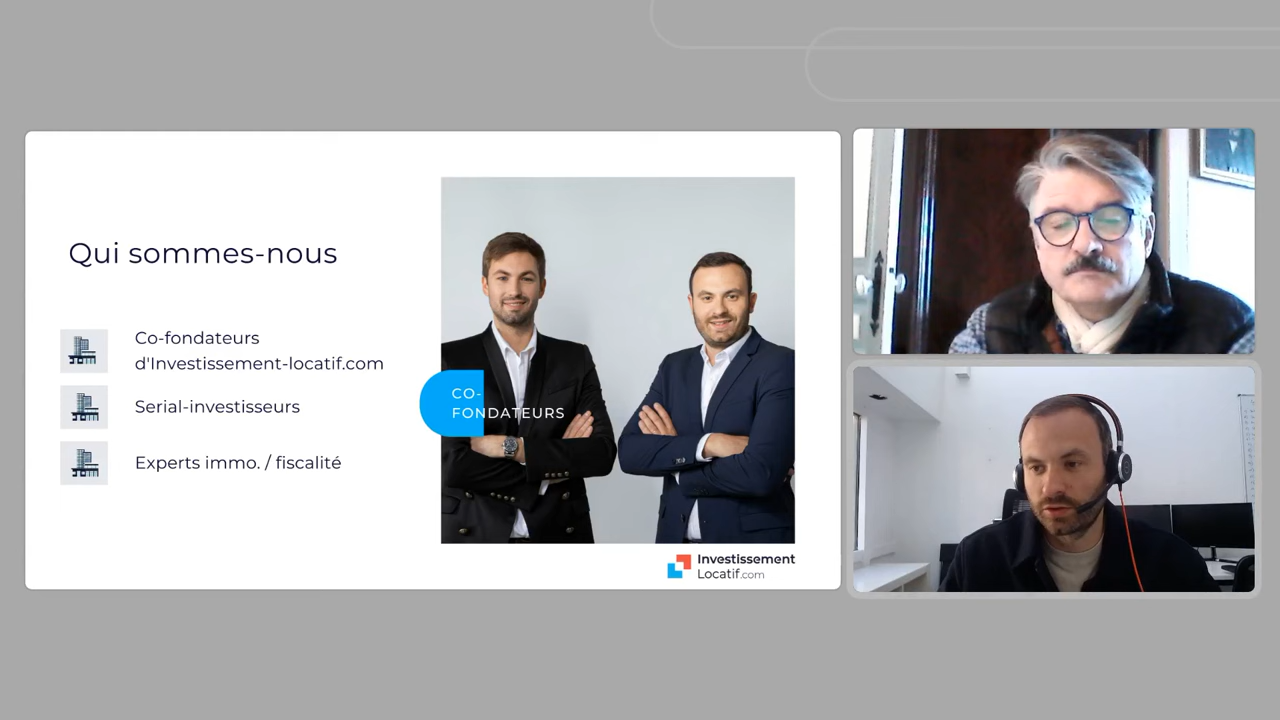 Qui sommes-nous
Co-fondateurs
d'Investissement-locatif.com
Serial-investisseurs
Experts immo. / fiscalité
CO-
FONDATEURS
Investissement
Locatif.com